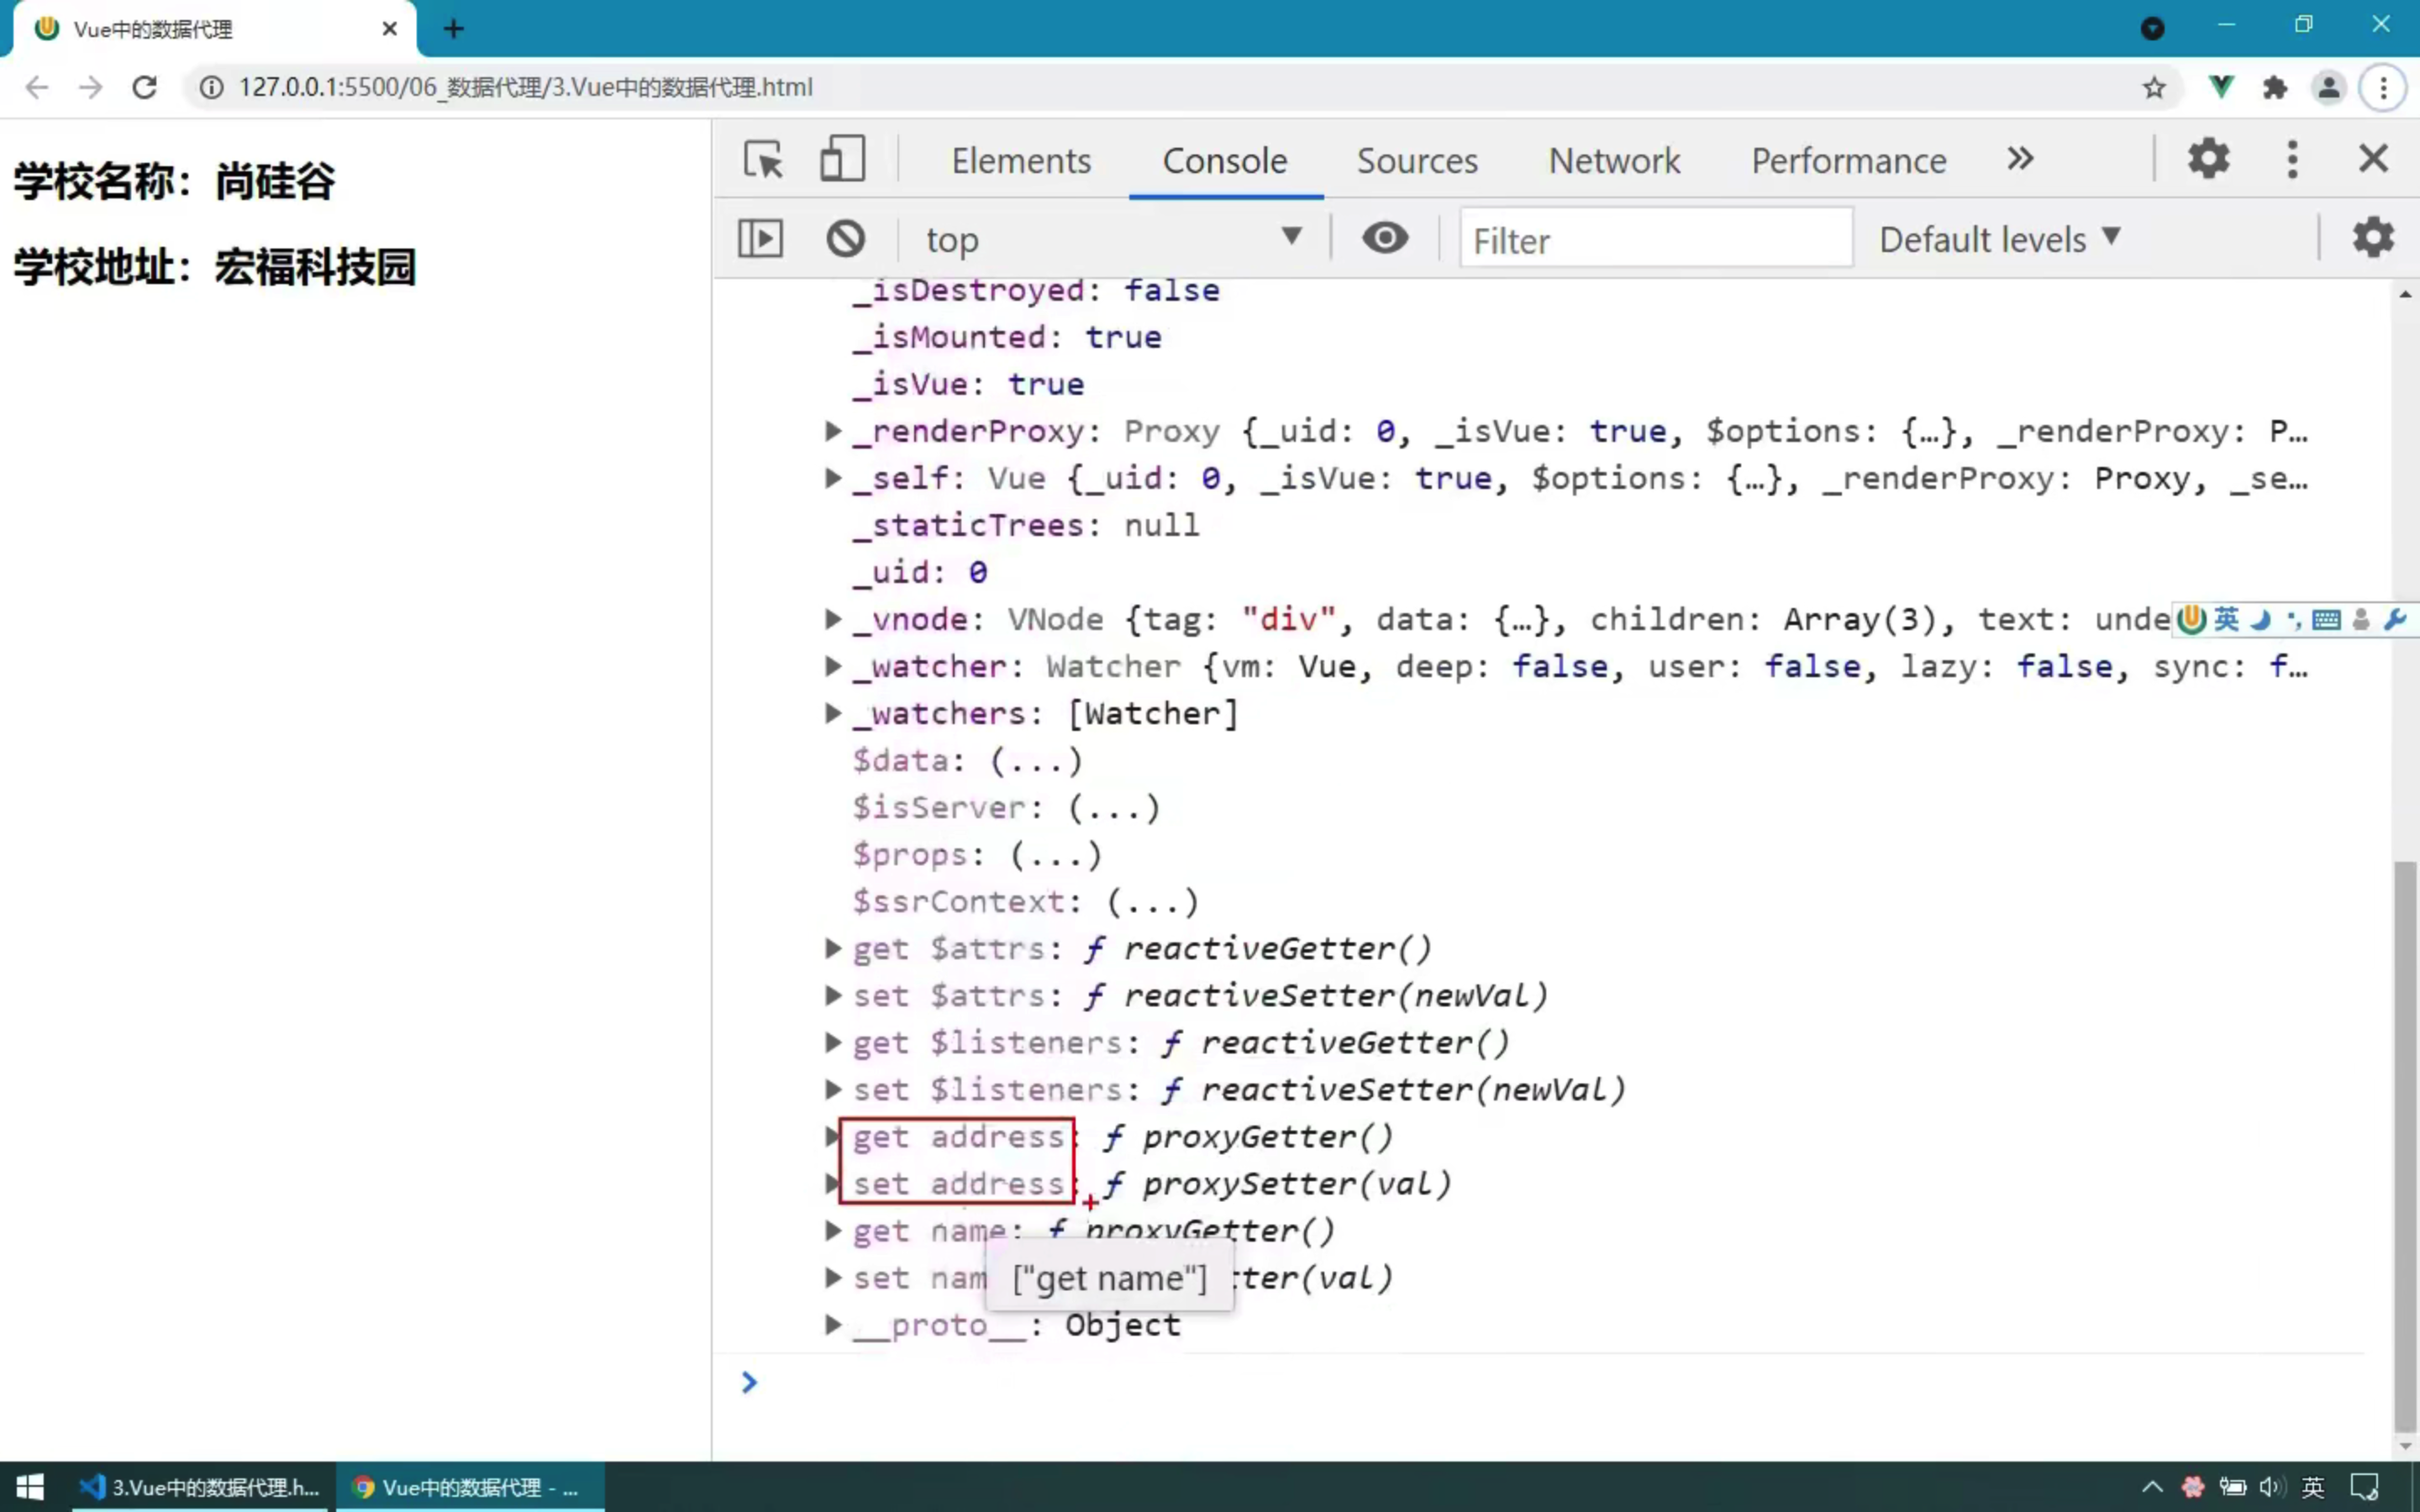 Vue中的数据代理
127.0.0.1:5500/06_数据代理/3.Vue中的数据代理.html
学校名称：尚硅谷
学校地址：宏福科技园
Elements Console Sources Network Performance
top Filter Default levels
_isDestroyed: false
_isMounted: true
_isVue: true
_renderProxy: Proxy {_uid: 0, _isVue: true, $options: {…}, _renderProxy: P…
_self: Vue {_uid: 0, _isVue: true, $options: {…}, _renderProxy: Proxy, _se…
_staticTrees: null
_uid: 0
_vnode: VNode {tag: "div", data: {…}, children: Array(3), text: unde
英
_watcher: Watcher {vm: Vue, deep: false, user: false, lazy: false, sync: f…
_watchers: [Watcher]
$data: (...)
$isServer: (...)
$props: (...)
$ssrContext: (...)
get $attrs: ƒ reactiveGetter()
set $attrs: ƒ reactiveSetter(newVal)
get $listeners: ƒ reactiveGetter()
set $listeners: ƒ reactiveSetter(newVal)
get address: ƒ proxyGetter()
set address: ƒ proxySetter(val)
get name: ƒ proxyGetter()
set nam tter(val)
["get name"]
__proto__: Object
3.Vue中的数据代理.h... Vue中的数据代理 - ... 英